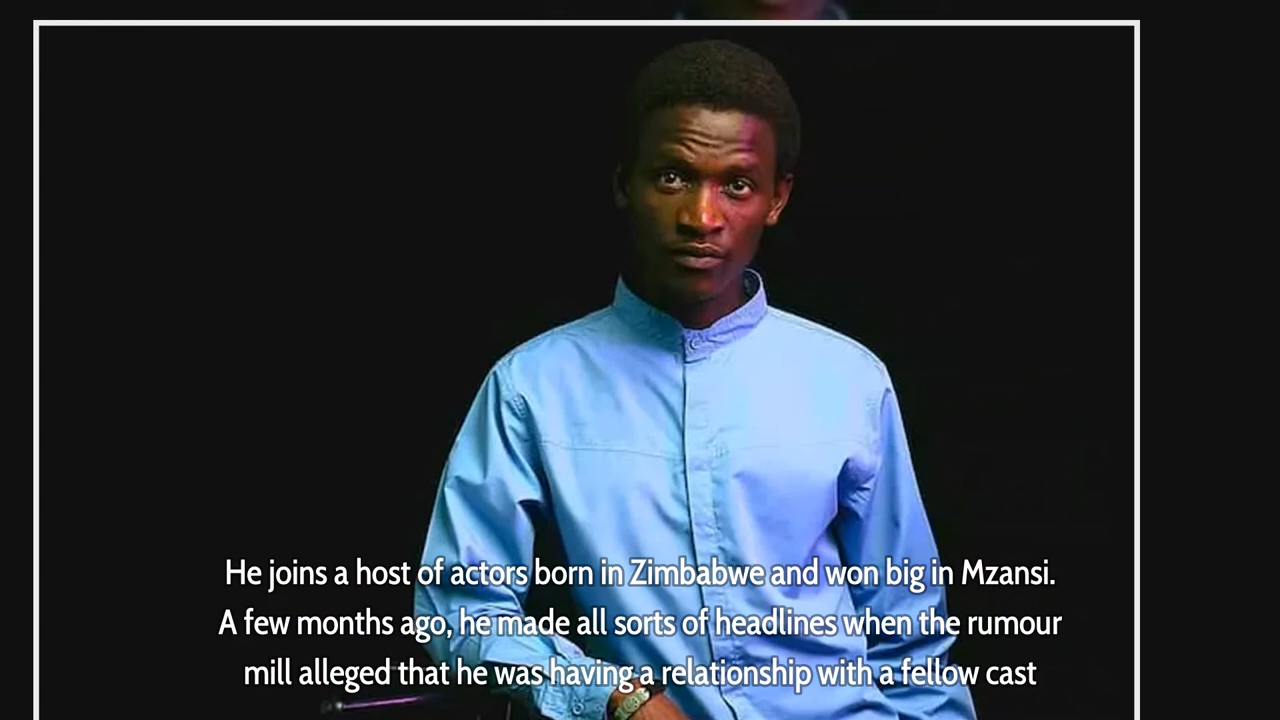 He joins a host of actors born in Zimbabwe and won big in Mzansi.
A few months ago, he made all sorts of headlines when the rumour
mill alleged that he was having a relationship with a fellow cast